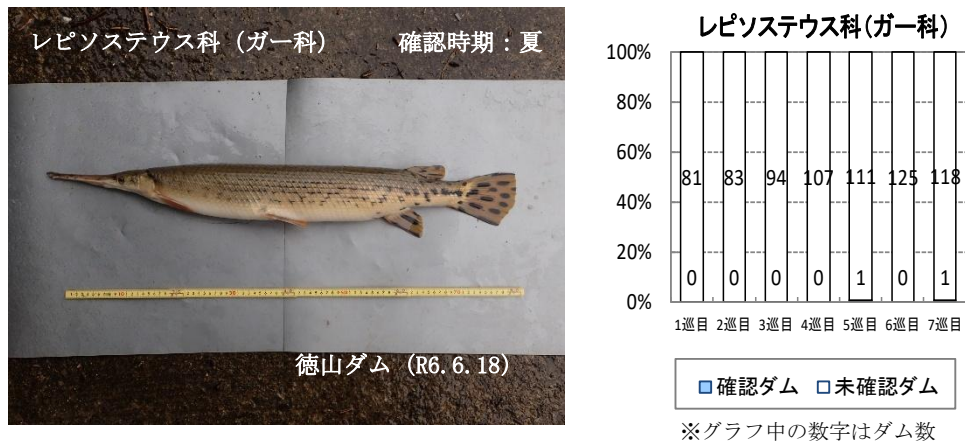 レピソステウス科（ガー科）　確認時期：夏
徳山ダム（R6.6.18）
レピソステウス科(ガー科)
100%
80%
60%
40%
20%
0%
81 83 94 107 111 125 118
0 0 0 0 1 0 1
1巡目 2巡目 3巡目 4巡目 5巡目 6巡目 7巡目
確認ダム 未確認ダム
※グラフ中の数字はダム数